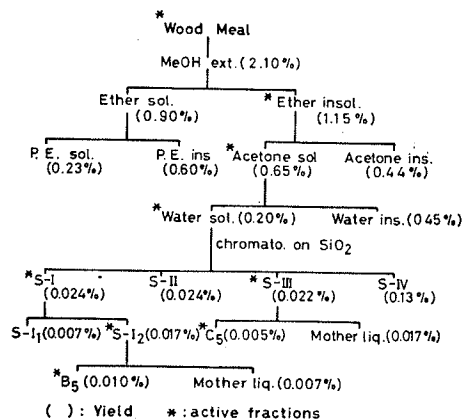 *Wood Meal
MeOH ext.(2.10%)
Ether sol. *Ether insol.
(0.90%) (1.15%)
P.E. sol. P.E. ins *Acetone sol Acetone ins.
(0.23%) (0.60%) (0.65%) (0.44%)
*Water sol.(0.20%) Water ins.(0.45%)
chromato. on SiO₂
*S-I S-II *S-III S-IV
(0.024%) (0.024%) (0.022%) (0.13%)
S-I₁(0.007%) *S-I₂(0.017%) *C₅(0.005%) Mother liq.(0.017%)
*B₅(0.010%) Mother liq.(0.007%)
( ): Yield *:active fractions